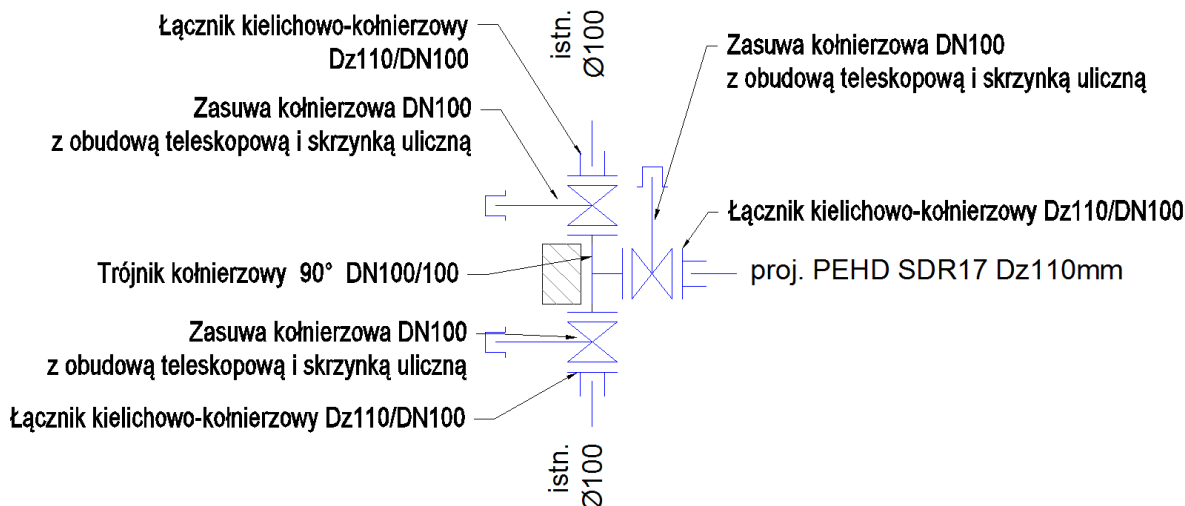 Łącznik kielichowo-kołnierzowy
Dz110/DN100
istn.
Ø100
Zasuwa kołnierzowa DN100
z obudową teleskopową i skrzynką uliczną
Zasuwa kołnierzowa DN100
z obudową teleskopową i skrzynką uliczną
Łącznik kielichowo-kołnierzowy Dz110/DN100
Trójnik kołnierzowy 90° DN100/100
proj. PEHD SDR17 Dz110mm
Zasuwa kołnierzowa DN100
z obudową teleskopową i skrzynką uliczną
Łącznik kielichowo-kołnierzowy Dz110/DN100
istn.
Ø100